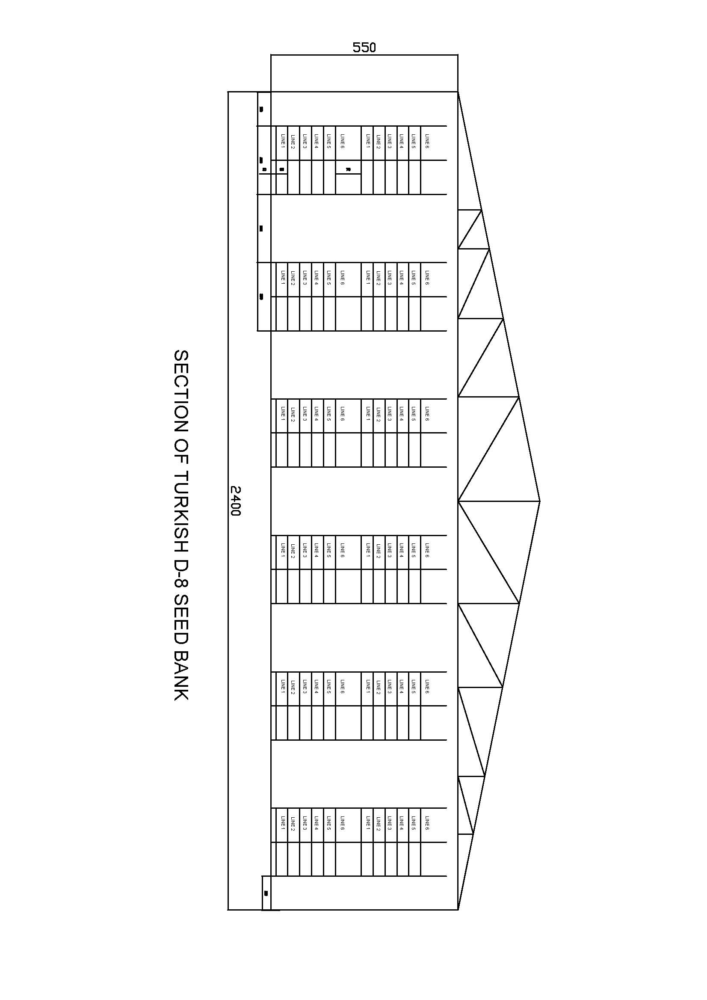 550
LINE 6 LINE 6 LINE 6 LINE 6 LINE 6 LINE 6
LINE 5 LINE 5 LINE 5 LINE 5 LINE 5 LINE 5
LINE 4 LINE 4 LINE 4 LINE 4 LINE 4 LINE 4
LINE 3 LINE 3 LINE 3 LINE 3 LINE 3 LINE 3
LINE 2 LINE 2 LINE 2 LINE 2 LINE 2 LINE 2
LINE 1 LINE 1 LINE 1 LINE 1 LINE 1 LINE 1
LINE 6 LINE 6 LINE 6 LINE 6 LINE 6 LINE 6
LINE 5 LINE 5 LINE 5 LINE 5 LINE 5 LINE 5
LINE 4 LINE 4 LINE 4 LINE 4 LINE 4 LINE 4
LINE 3 LINE 3 LINE 3 LINE 3 LINE 3 LINE 3
LINE 2 LINE 2 LINE 2 LINE 2 LINE 2 LINE 2
LINE 1 LINE 1 LINE 1 LINE 1 LINE 1 LINE 1
2400
SECTION OF TURKISH D-8 SEED BANK